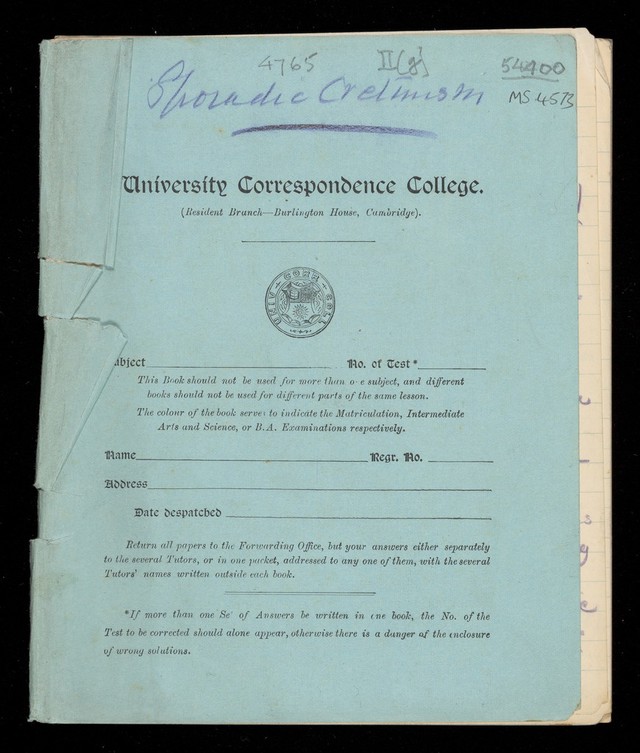 4765 II(g) 54400
Sporadic Cretinism MS 4573
University Correspondence College.
(Resident Branch—Burlington House, Cambridge).
UNIV CORR COLL
ubject No. of Test*
This Book should not be used for more than o e subject, and different
books should not be used for different parts of the same lesson.
The colour of the book serves to indicate the Matriculation, Intermediate
Arts and Science, or B.A. Examinations respectively.
Name Regr. No.
Address
Date despatched
Return all papers to the Forwarding Office, but your answers either separately
to the several Tutors, or in one packet, addressed to any one of them, with the several
Tutors' names written outside each book.
*If more than one Se of Answers be written in one book, the No. of the
Test to be corrected should alone appear, otherwise there is a danger of the enclosure
of wrong solutions.